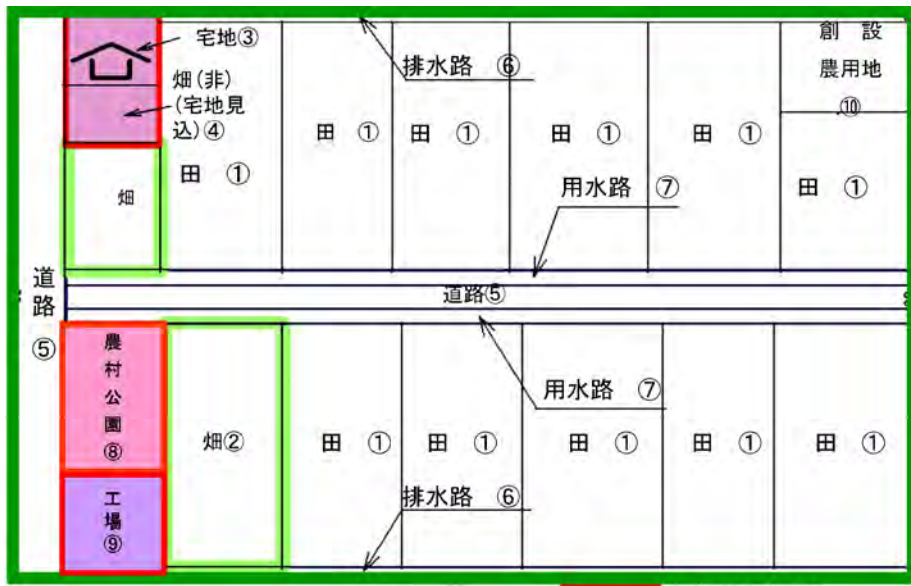 宅地③
畑(非)
(宅地見
込)④
畑
田 ①
排水路 ⑥
田 ①
田 ①
田 ①
田 ①
創 設
農用地
⑩
田 ①
用水路 ⑦
道路⑤
道路⑤
農村公園⑧
工場⑨
畑②
用水路 ⑦
田 ①
田 ①
田 ①
田 ①
田 ①
排水路 ⑥